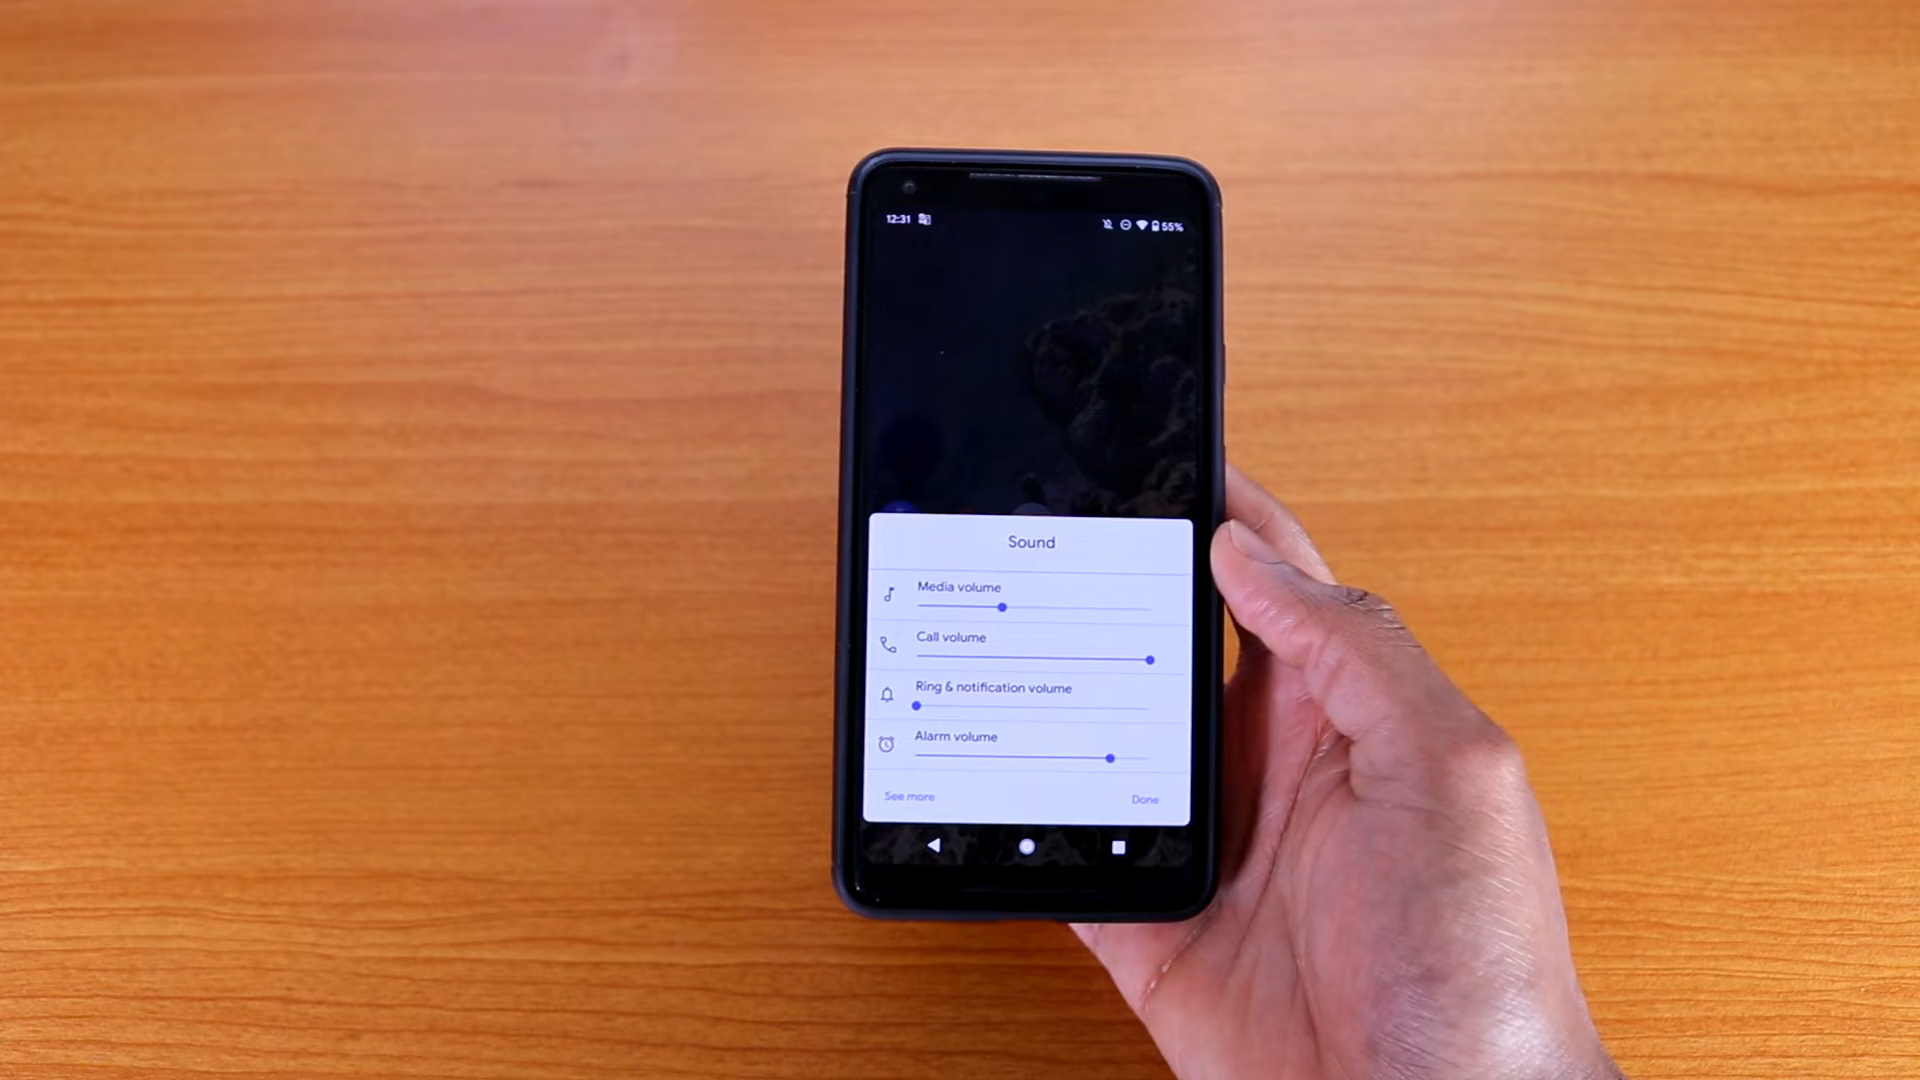 12:31 55%
Sound
Media volume
Call volume
Ring & notification volume
Alarm volume
See more Done